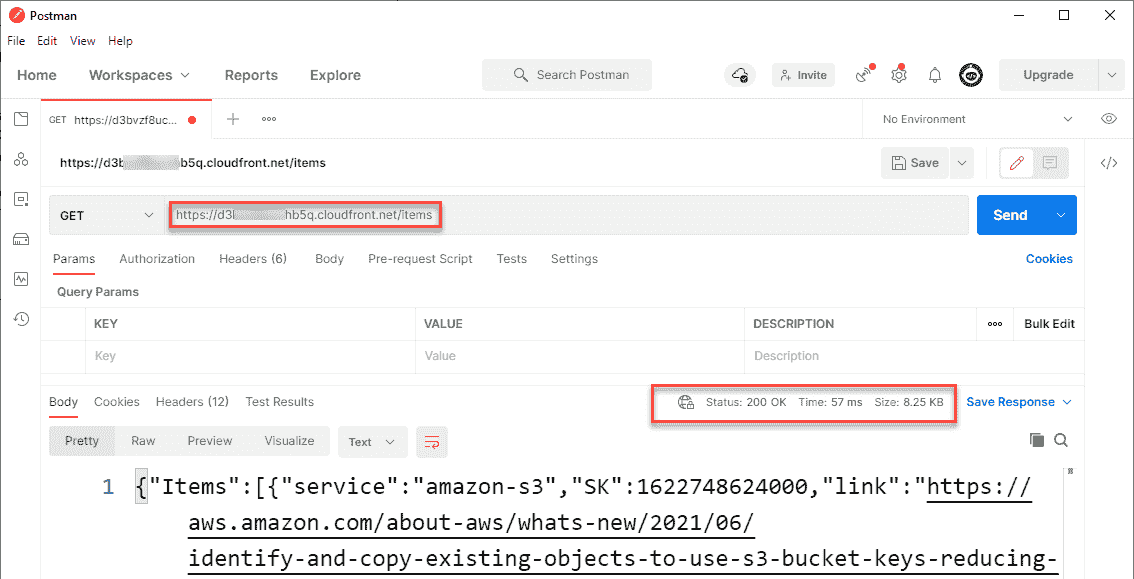 Postman
File Edit View Help
Home Workspaces Reports Explore Search Postman Invite Upgrade
GET https://d3bvzf8uc... No Environment
https://d3b b5q.cloudfront.net/items Save
GET https://d3 hb5q.cloudfront.net/items Send
Params Authorization Headers (6) Body Pre-request Script Tests Settings Cookies
Query Params
KEY VALUE DESCRIPTION Bulk Edit
Key Value Description
Body Cookies Headers (12) Test Results Status: 200 OK Time: 57 ms Size: 8.25 KB Save Response
Pretty Raw Preview Visualize Text
1 {"Items":[{"service":"amazon-s3","SK":1622748624000,"link":"https://
aws.amazon.com/about-aws/whats-new/2021/06/
identify-and-copy-existing-objects-to-use-s3-bucket-keys-reducing-